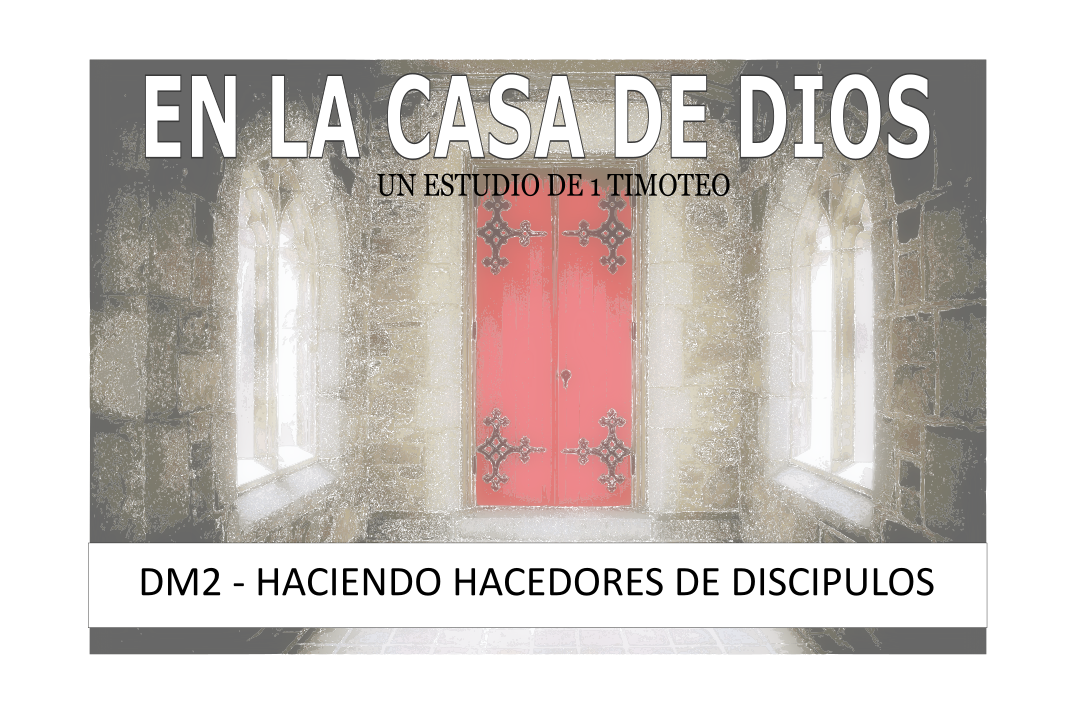 EN LA CASA DE DIOS
UN ESTUDIO DE 1 TIMOTEO
DM2 - HACIENDO HACEDORES DE DISCIPULOS